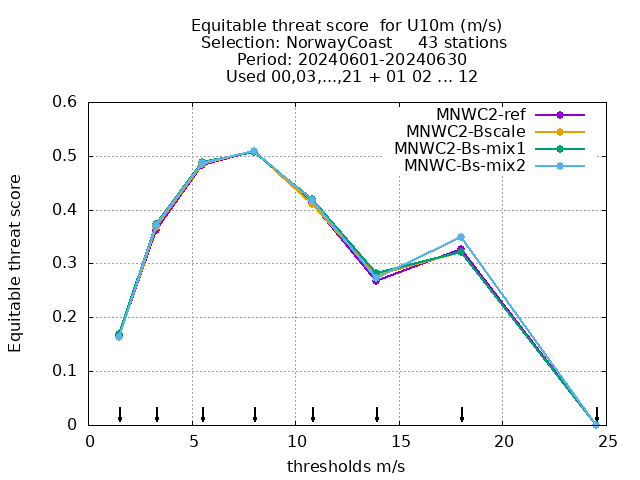 Equitable threat score  for U10m (m/s)
Selection: NorwayCoast     43 stations
Period: 20240601-20240630
Used 00,03,...,21 + 01 02 ... 12
MNWC2-ref
MNWC2-Bscale
MNWC2-Bs-mix1
MNWC-Bs-mix2
Equitable threat score
0.6
0.5
0.4
0.3
0.2
0.1
0
0 5 10 15 20 25
thresholds m/s